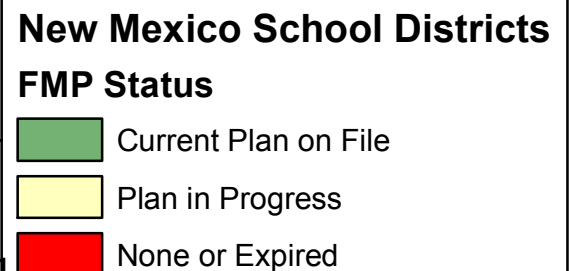 New Mexico School Districts
FMP Status
Current Plan on File
Plan in Progress
None or Expired